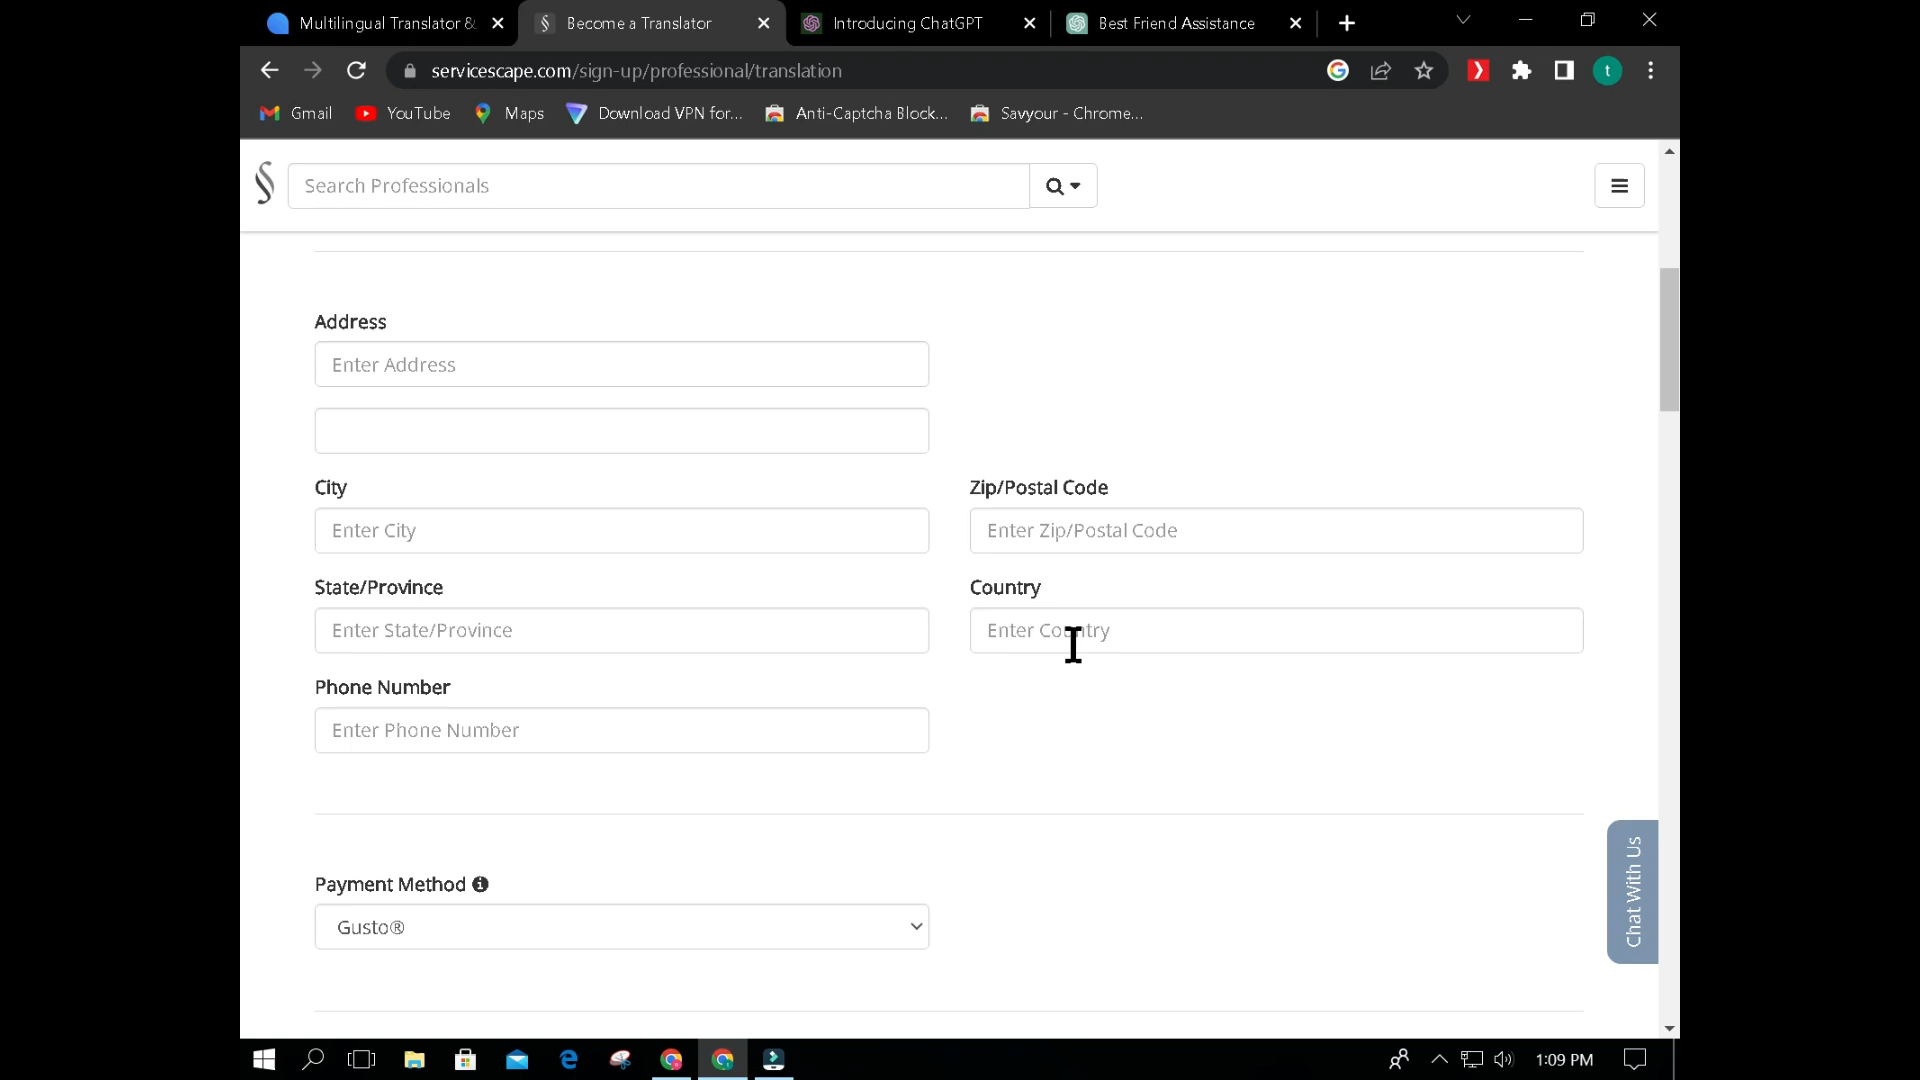 Multilingual Translator &
Become a Translator
Introducing ChatGPT
Best Friend Assistance
servicescape.com/sign-up/professional/translation
t
Gmail
YouTube
Maps
Download VPN for...
Anti-Captcha Block...
Savyour - Chrome...
§
Search Professionals
Address
Enter Address
City
Zip/Postal Code
Enter City
Enter Zip/Postal Code
State/Province
Country
Enter State/Province
Enter Country
Phone Number
Enter Phone Number
Chat With Us
Payment Method
Gusto®
1:09 PM